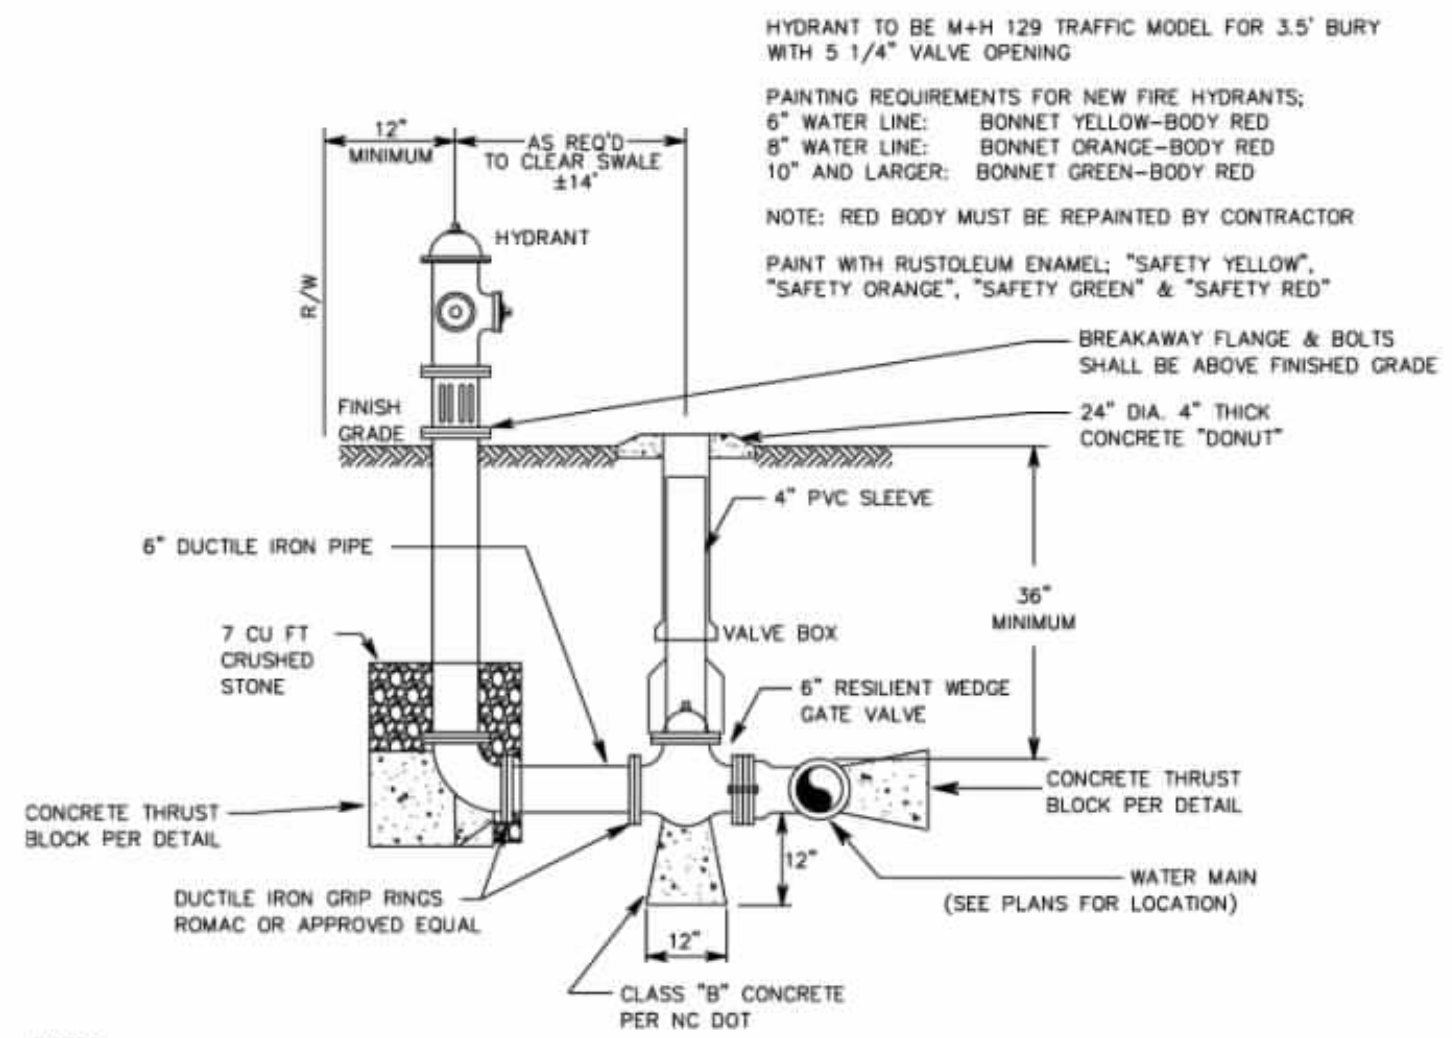 HYDRANT TO BE M+H 129 TRAFFIC MODEL FOR 3.5' BURY
WITH 5 1/4" VALVE OPENING
PAINTING REQUIREMENTS FOR NEW FIRE HYDRANTS;
6" WATER LINE: BONNET YELLOW-BODY RED
8" WATER LINE: BONNET ORANGE-BODY RED
10" AND LARGER: BONNET GREEN-BODY RED
NOTE: RED BODY MUST BE REPAINTED BY CONTRACTOR
PAINT WITH RUSTOLEUM ENAMEL; "SAFETY YELLOW",
"SAFETY ORANGE", "SAFETY GREEN" & "SAFETY RED"
12"
MINIMUM
AS REQ'D
TO CLEAR SWALE
±14'
HYDRANT
R/W
BREAKAWAY FLANGE & BOLTS
SHALL BE ABOVE FINISHED GRADE
FINISH
GRADE
24" DIA. 4" THICK
CONCRETE "DONUT"
4" PVC SLEEVE
6" DUCTILE IRON PIPE
36"
MINIMUM
7 CU FT
CRUSHED
STONE
VALVE BOX
6" RESILIENT WEDGE
GATE VALVE
CONCRETE THRUST
BLOCK PER DETAIL
CONCRETE THRUST
BLOCK PER DETAIL
12"
WATER MAIN
(SEE PLANS FOR LOCATION)
DUCTILE IRON GRIP RINGS
ROMAC OR APPROVED EQUAL
12"
CLASS "B" CONCRETE
PER NC DOT